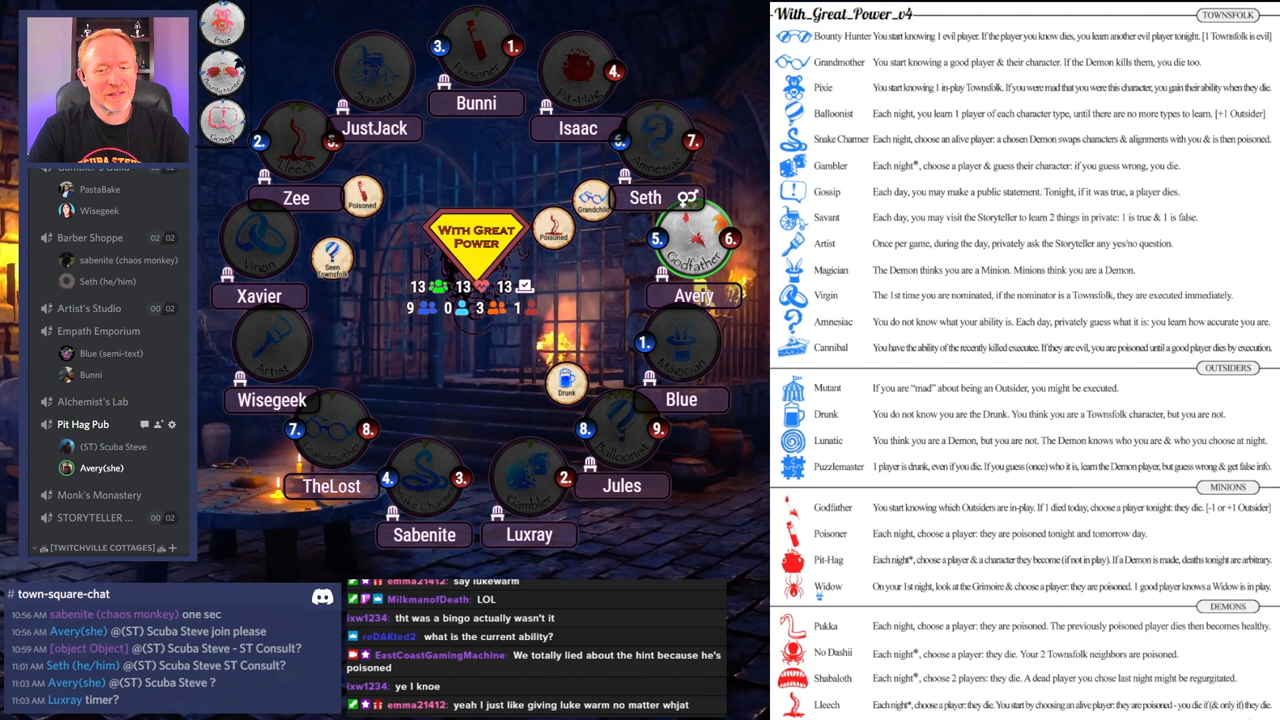 Pixie
Bounty Hunter
Gossip
PastaBake
Wisegeek
Barber Shoppe
02 02
sabenite (chaos monkey)
Seth (he/him)
Artist's Studio
00 02
Empath Emporium
Blue (semi-text)
Bunni
Alchemist's Lab
Pit Hag Pub
(ST) Scuba Steve
Avery(she)
Monk's Monastery
STORYTELLER ...
00 02
[TWITCHVILLE COTTAGES]
Savant
JustJack
3.
1.
Poisoner
Bunni
4.
Pit-Hag
Isaac
2.
5.
Lleech
Zee
Poisoned
6.
7.
Amnesiac
Seth
Grandchild
Poisoned
WITH GREAT
POWER
13 13 13
9 0 3 1
Virgin
Xavier
Seen
Townsfolk
5.
6.
Godfather
Avery
Artist
Wisegeek
1.
Magician
Blue
Drunk
7.
8.
Grandmother
TheLost
4.
3.
Snake Charmer
Sabenite
2.
Gambler
Luxray
8.
9.
Balloonist
Jules
# town-square-chat
10:56 AM sabenite (chaos monkey) one sec
10:56 AM Avery(she) @(ST) Scuba Steve join please
10:59 AM [object Object] @(ST) Scuba Steve - ST Consult?
11:01 AM Seth (he/him) @(ST) Scuba Steve ST Consult?
11:03 AM Avery(she) @(ST) Scuba Steve ?
11:03 AM Luxray timer?
emma21412: say lukewarm
MilkmanofDeath: LOL
ixw1234: tht was a bingo actually wasn't it
reDAKted2: what is the current ability?
EastCoastGamingMachine: We totally lied about the hint because he's
poisoned
ixw1234: ye I knoe
emma21412: yeah I just like giving luke warm no matter whjat
With_Great_Power_v4
TOWNSFOLK
Bounty Hunter You start knowing 1 evil player. If the player you know dies, you learn another evil player tonight. [1 Townsfolk is evil]
Grandmother You start knowing a good player & their character. If the Demon kills them, you die too.
Pixie You start knowing 1 in-play Townsfolk. If you were mad that you were this character, you gain their ability when they die.
Balloonist Each night, you learn 1 player of each character type, until there are no more types to learn. [+1 Outsider]
Snake Charmer Each night, choose an alive player: a chosen Demon swaps characters & alignments with you & is then poisoned.
Gambler Each night*, choose a player & guess their character: if you guess wrong, you die.
Gossip Each day, you may make a public statement. Tonight, if it was true, a player dies.
Savant Each day, you may visit the Storyteller to learn 2 things in private: 1 is true & 1 is false.
Artist Once per game, during the day, privately ask the Storyteller any yes/no question.
Magician The Demon thinks you are a Minion. Minions think you are a Demon.
Virgin The 1st time you are nominated, if the nominator is a Townsfolk, they are executed immediately.
Amnesiac You do not know what your ability is. Each day, privately guess what it is: you learn how accurate you are.
Cannibal You have the ability of the recently killed executee. If they are evil, you are poisoned until a good player dies by execution.
OUTSIDERS
Mutant If you are “mad” about being an Outsider, you might be executed.
Drunk You do not know you are the Drunk. You think you are a Townsfolk character, but you are not.
Lunatic You think you are a Demon, but you are not. The Demon knows who you are & who you choose at night.
Puzzlemaster 1 player is drunk, even if you die. If you guess (once) who it is, learn the Demon player, but guess wrong & get false info.
MINIONS
Godfather You start knowing which Outsiders are in-play. If 1 died today, choose a player tonight: they die. [-1 or +1 Outsider]
Poisoner Each night, choose a player: they are poisoned tonight and tomorrow day.
Pit-Hag Each night*, choose a player & a character they become (if not in play). If a Demon is made, deaths tonight are arbitrary.
Widow On your 1st night, look at the Grimoire & choose a player: they are poisoned. 1 good player knows a Widow is in play.
DEMONS
Pukka Each night, choose a player: they are poisoned. The previously poisoned player dies then becomes healthy.
No Dashii Each night*, choose a player: they die. Your 2 Townsfolk neighbors are poisoned.
Shabaloth Each night*, choose 2 players: they die. A dead player you chose last night might be regurgitated.
Lleech Each night*, choose a player: they die. You start by choosing an alive player: they are poisoned - you die if (& only if) they die.